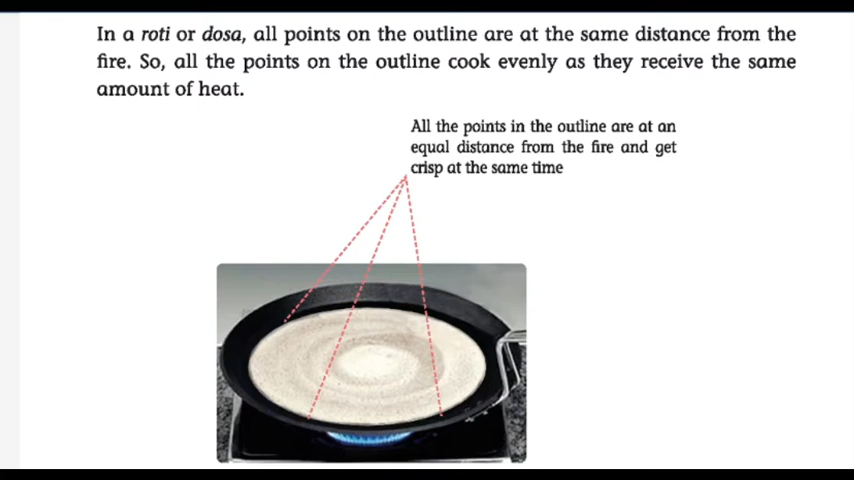 In a roti or dosa, all points on the outline are at the same distance from the
fire. So, all the points on the outline cook evenly as they receive the same
amount of heat.
All the points in the outline are at an
equal distance from the fire and get
crisp at the same time